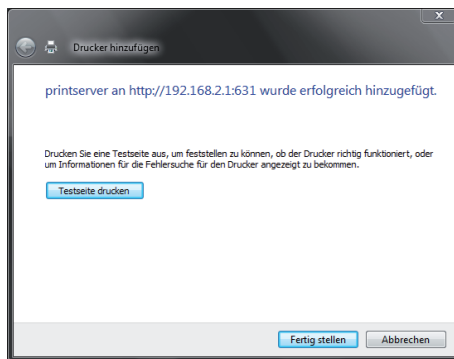 Drucker hinzufügen
printserver an http://192.168.2.1:631 wurde erfolgreich hinzugefügt.
Drucken Sie eine Testseite aus, um feststellen zu können, ob der Drucker richtig funktioniert, oder
um Informationen für die Fehlersuche für den Drucker angezeigt zu bekommen.
Testseite drucken
Fertig stellen
Abbrechen